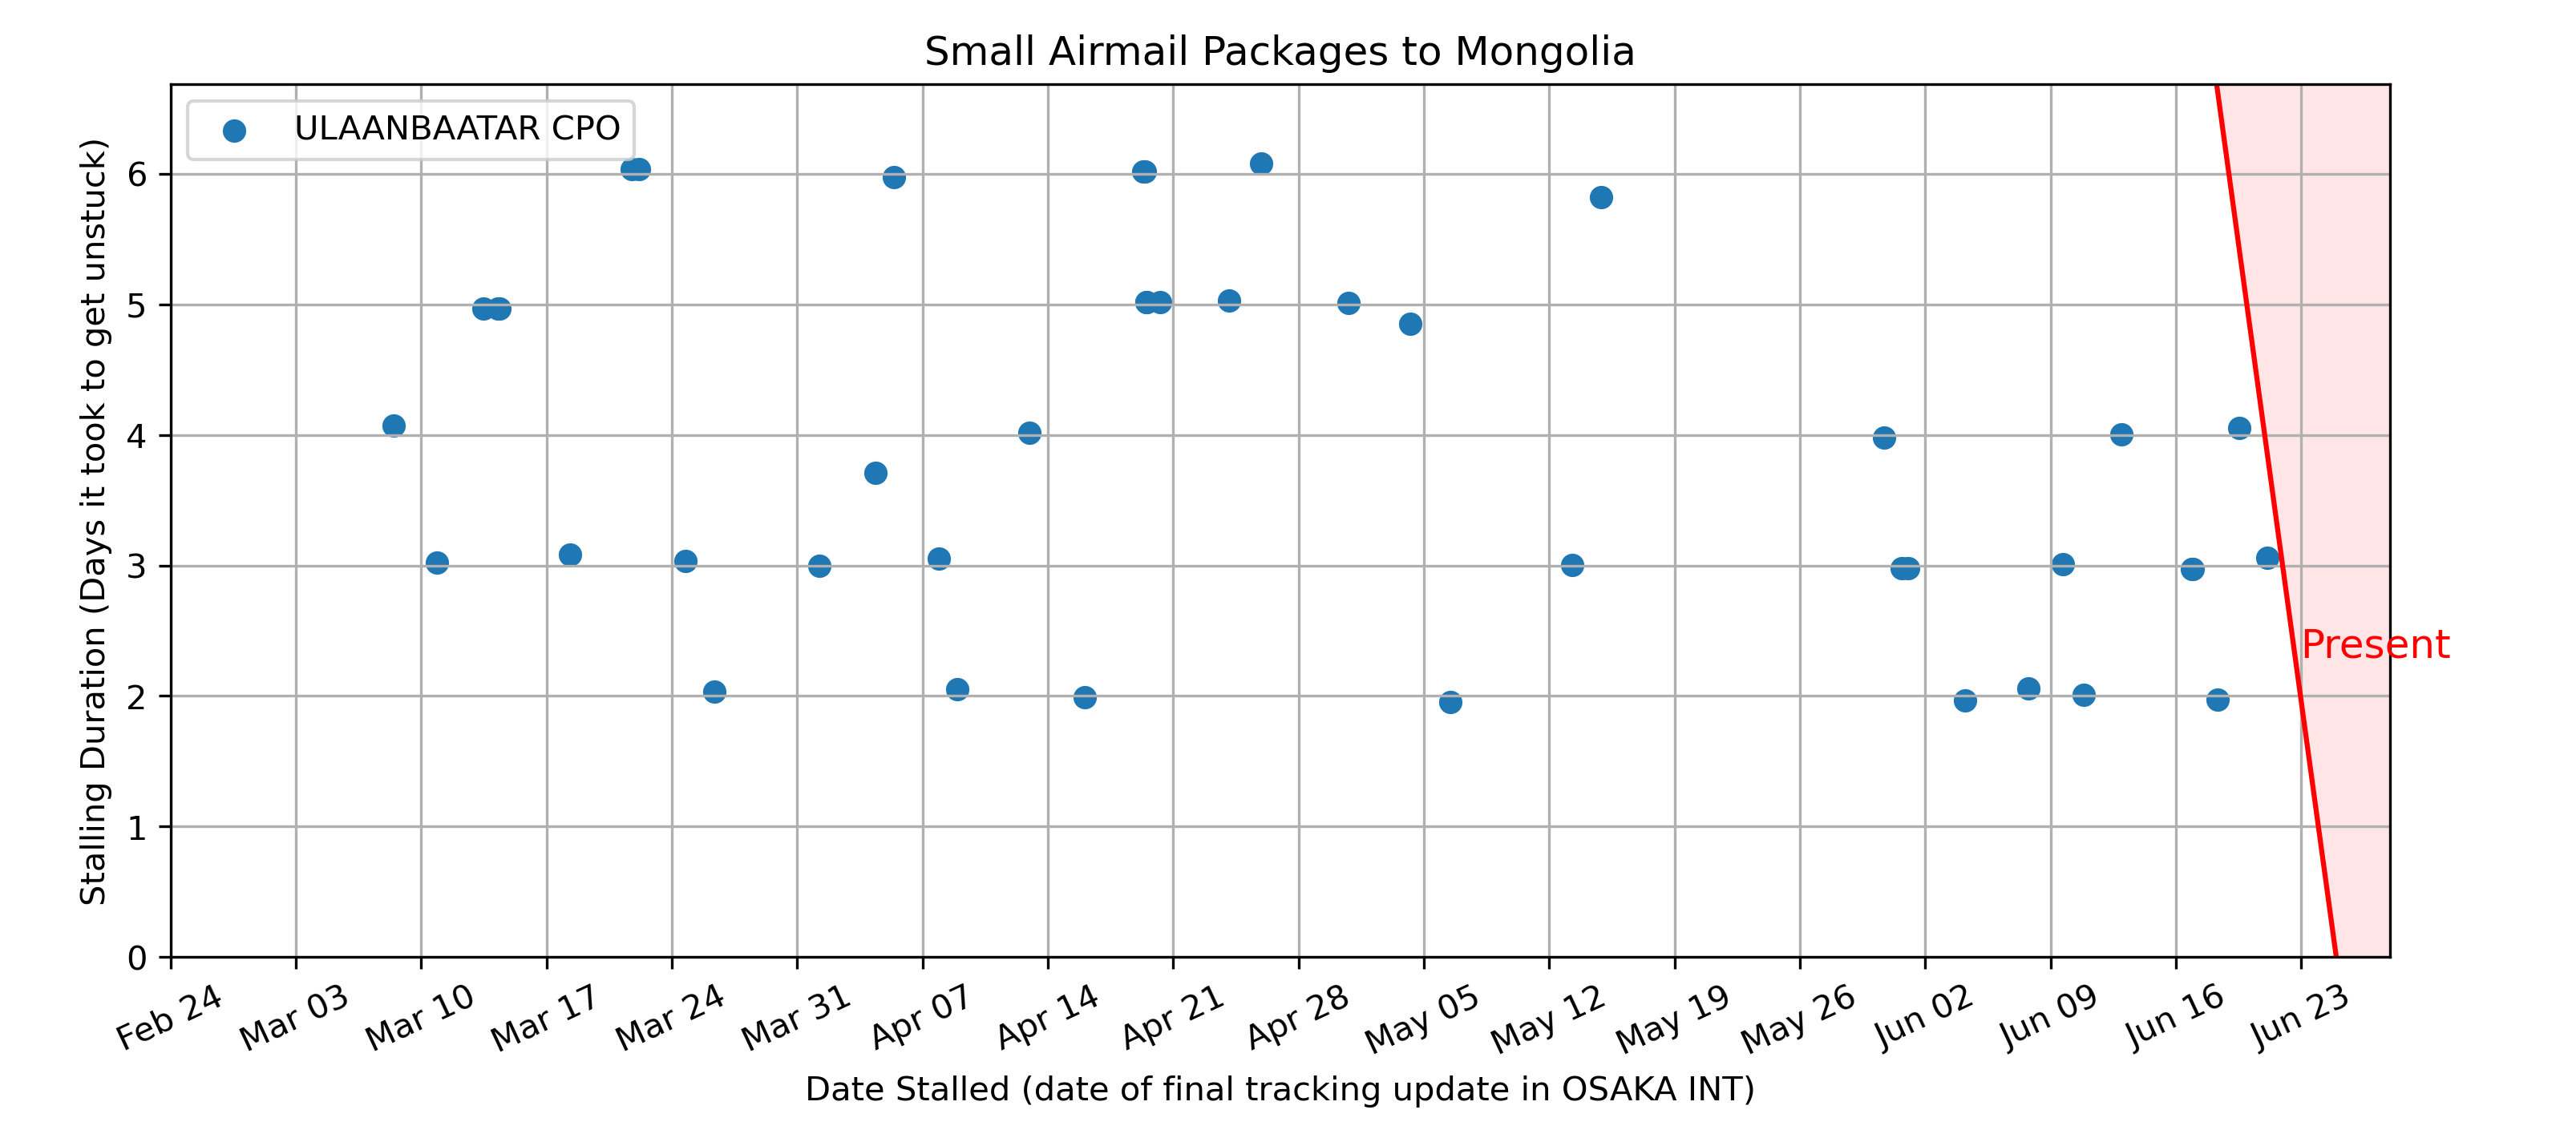 Small Airmail Packages to Mongolia
ULAANBAATAR CPO
Stalling Duration (Days it took to get unstuck)
6
5
4
3
2
1
0
Present
Feb 24
Mar 03
Mar 10
Mar 17
Mar 24
Mar 31
Apr 07
Apr 14
Apr 21
Apr 28
May 05
May 12
May 19
May 26
Jun 02
Jun 09
Jun 16
Jun 23
Date Stalled (date of final tracking update in OSAKA INT)